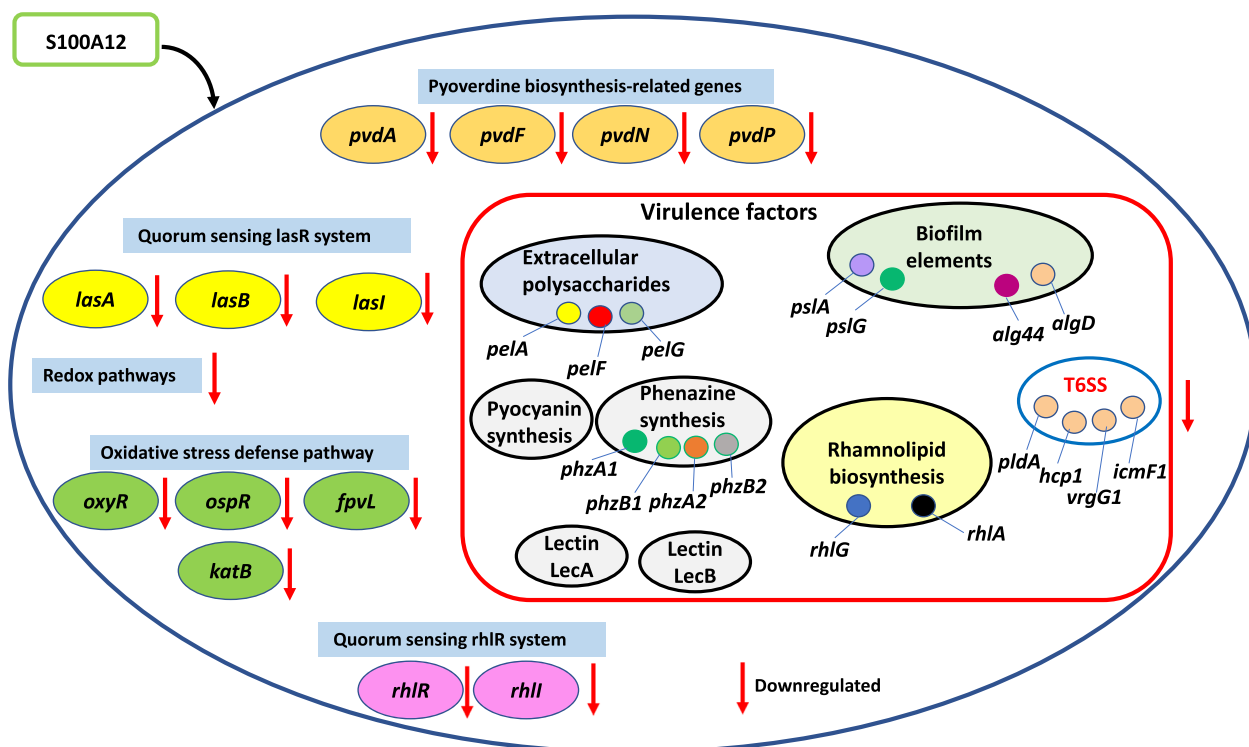 S100A12
Pyoverdine biosynthesis-related genes
pvdA
pvdF
pvdN
pvdP
Quorum sensing lasR system
lasA
lasB
lasI
Redox pathways
Oxidative stress defense pathway
oxyR
ospR
fpvL
katB
Quorum sensing rhlR system
rhlR
rhlI
Downregulated
Virulence factors
Extracellular
polysaccharides
pelA
pelF
pelG
Biofilm
elements
pslA
pslG
alg44
algD
Pyocyanin
synthesis
Phenazine
synthesis
phzA1
phzB1
phzA2
phzB2
Rhamnolipid
biosynthesis
rhlG
rhlA
T6SS
pldA
hcp1
vrgG1
icmF1
Lectin
LecA
Lectin
LecB